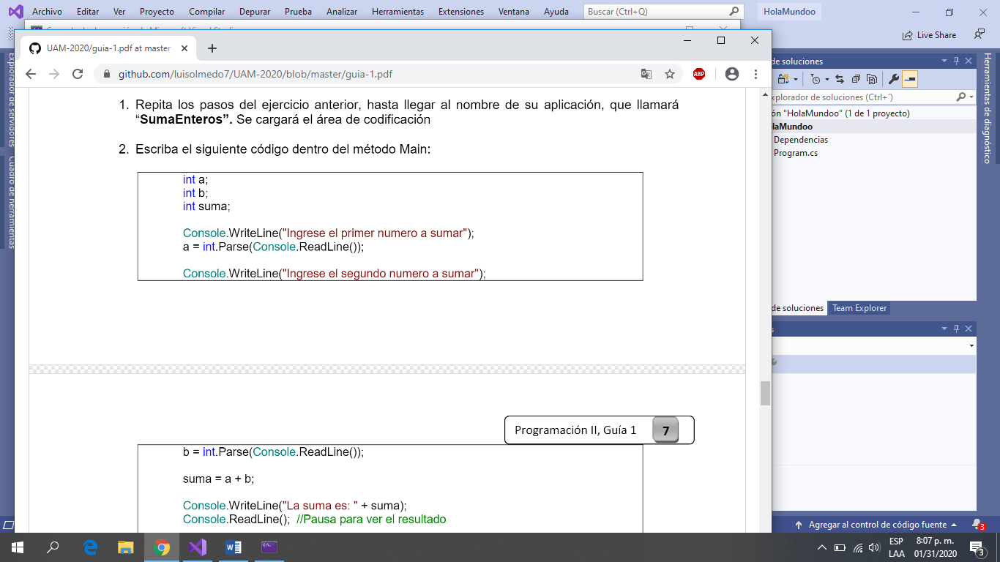 Archivo Editar Ver Proyecto Compilar Depurar Prueba Analizar Herramientas Extensiones Ventana Ayuda Buscar (Ctrl+Q) HolaMundoo
Live Share
UAM-2020/guia-1.pdf at master
github.com/luisolmedo7/UAM-2020/blob/master/guia-1.pdf
ABP
1. Repita los pasos del ejercicio anterior, hasta llegar al nombre de su aplicación, que llamará
“SumaEnteros”. Se cargará el área de codificación
2. Escriba el siguiente código dentro del método Main:
int a;
int b;
int suma;
Console.WriteLine("Ingrese el primer numero a sumar");
a = int.Parse(Console.ReadLine());
Console.WriteLine("Ingrese el segundo numero a sumar");
Programación II, Guía 1 7
b = int.Parse(Console.ReadLine());
suma = a + b;
Console.WriteLine("La suma es: " + suma);
Console.ReadLine(); //Pausa para ver el resultado
Explorador de servidores
Cuadro de herramientas
de soluciones
xplorador de soluciones (Ctrl+´)
ón "HolaMundoo" (1 de 1 proyecto)
laMundoo
Dependencias
Program.cs
de soluciones Team Explorer
s
Herramientas de diagnóstico
Agregar al control de código fuente 3
ESP 8:07 p. m.
LAA 01/31/2020 3